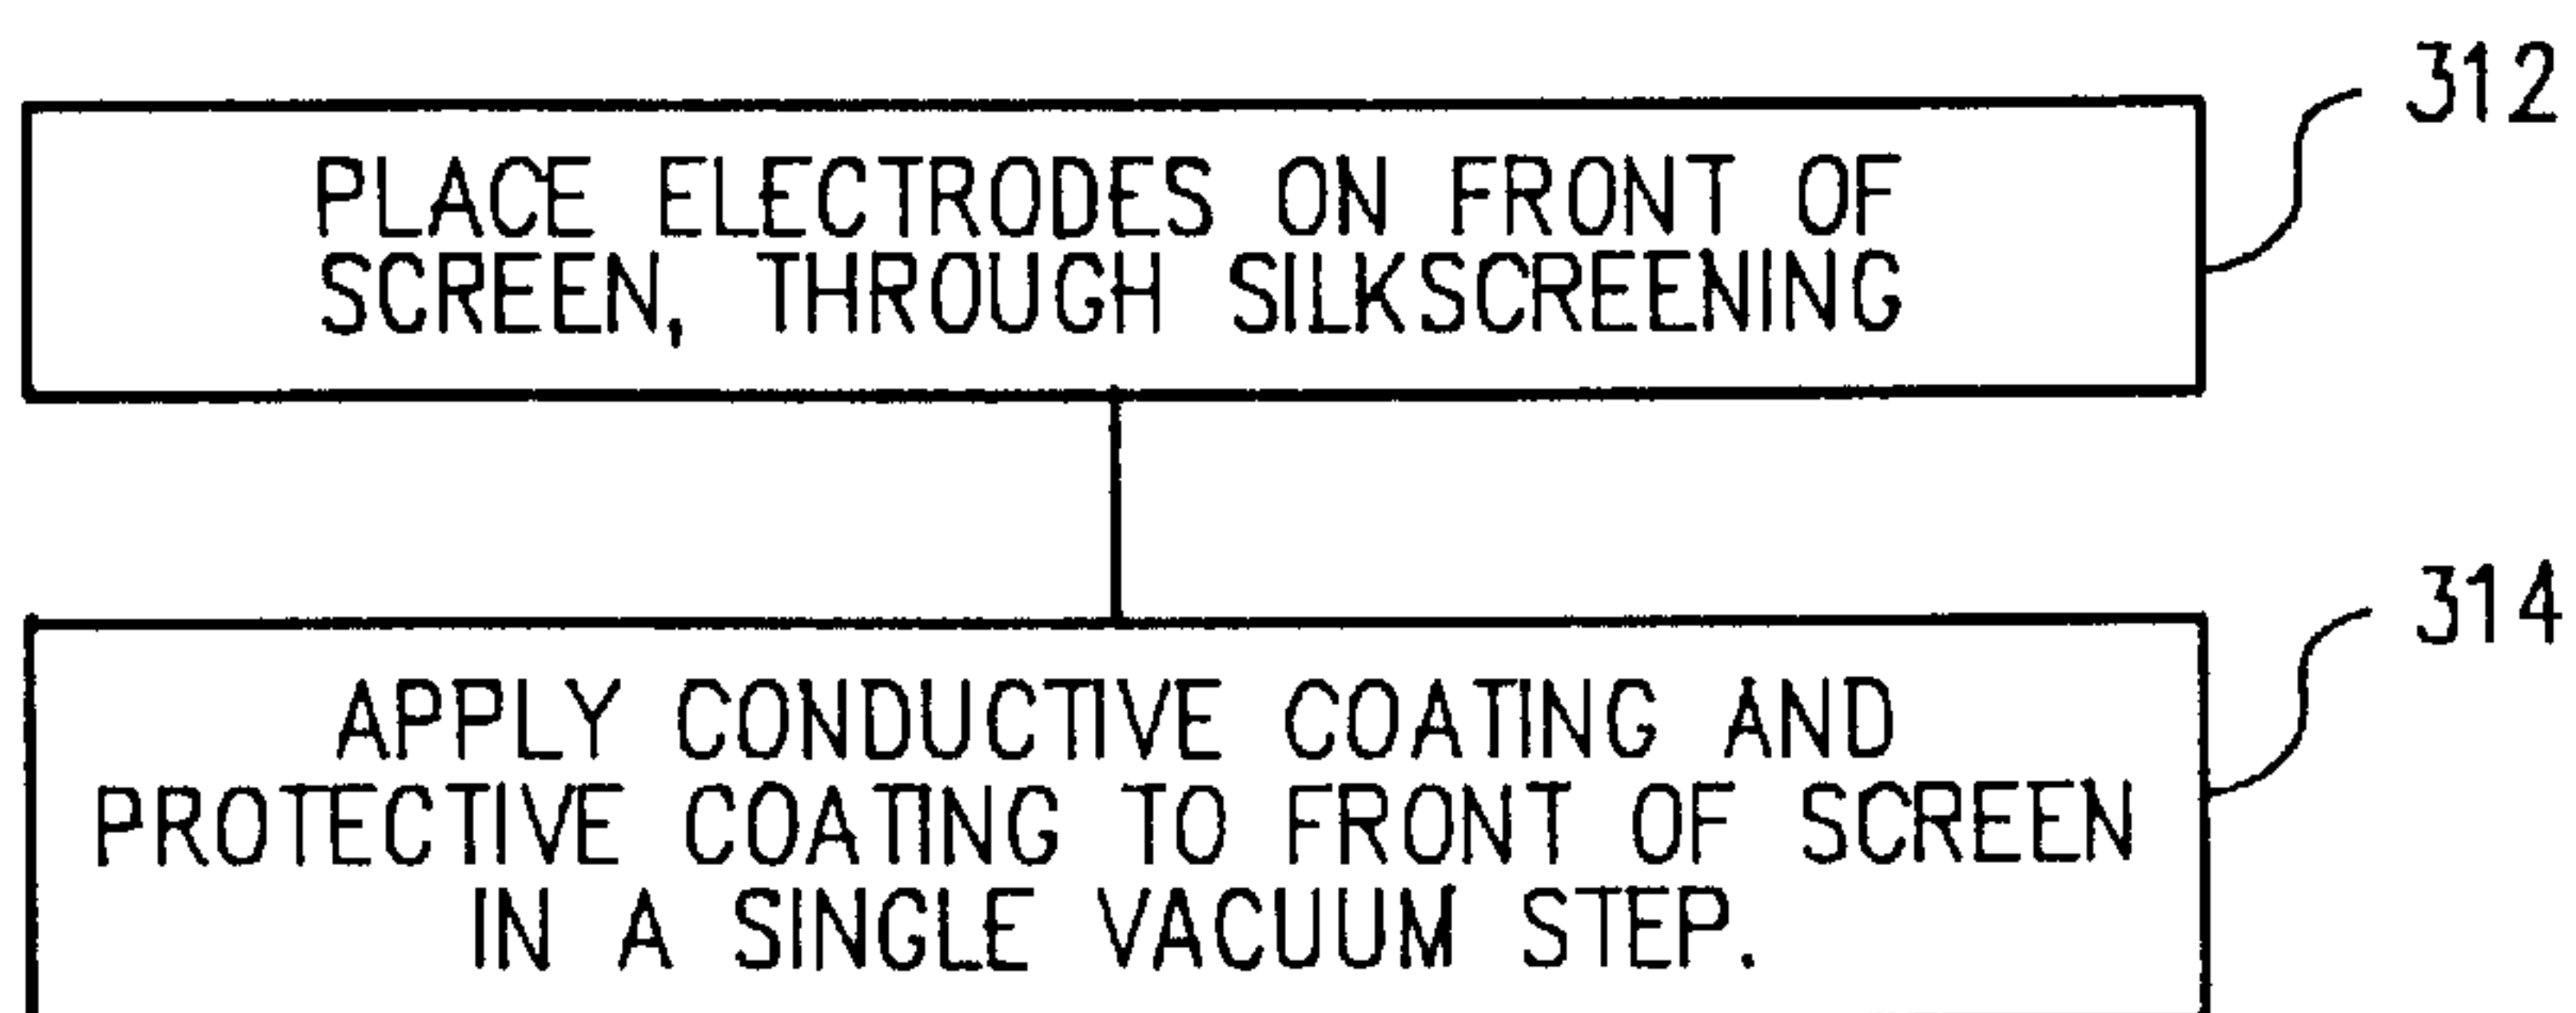 312
PLACE ELECTRODES ON FRONT OF
SCREEN, THROUGH SILKSCREENING
314
APPLY CONDUCTIVE COATING AND
PROTECTIVE COATING TO FRONT OF SCREEN
IN A SINGLE VACUUM STEP.